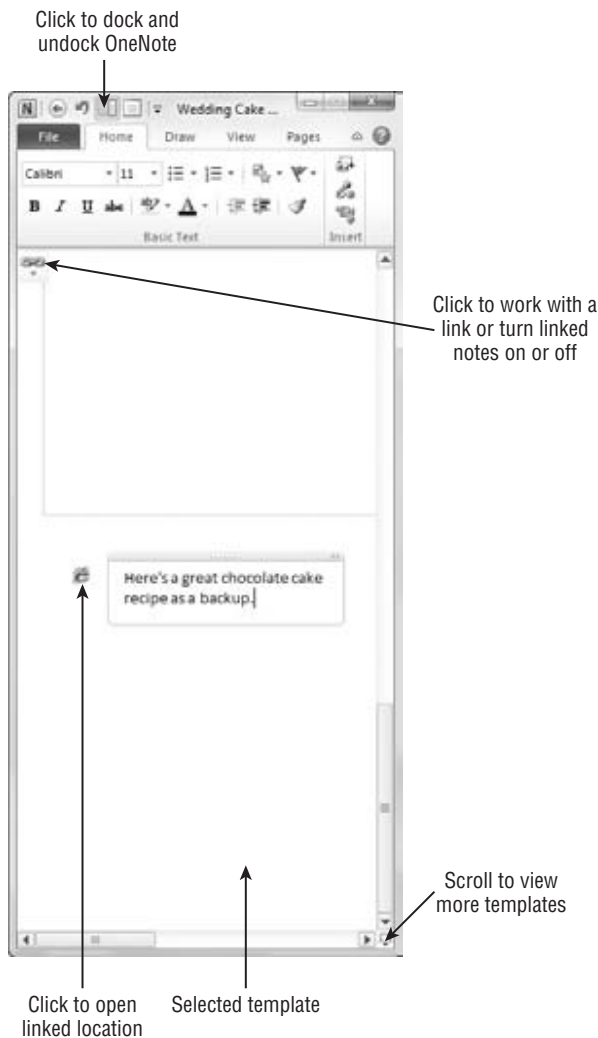 Click to dock and
undock OneNote
N Wedding Cake ...
File Home Draw View Pages
Calibri 11
B I U abc A
Basic Text Insert
Click to work with a
link or turn linked
notes on or off
Here's a great chocolate cake
recipe as a backup.
Scroll to view
more templates
Click to open Selected template
linked location